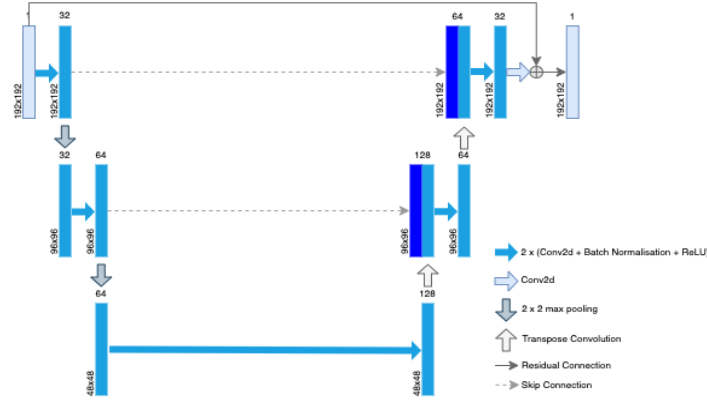 1
32
64
32
1
192x192
192x192
192x192
192x192
192x192
32
64
128
64
96x96
96x96
96x96
96x96
64
128
48x48
48x48
2 x (Conv2d + Batch Normalisation + ReLU)
Conv2d
2 x 2 max pooling
Transpose Convolution
Residual Connection
Skip Connection